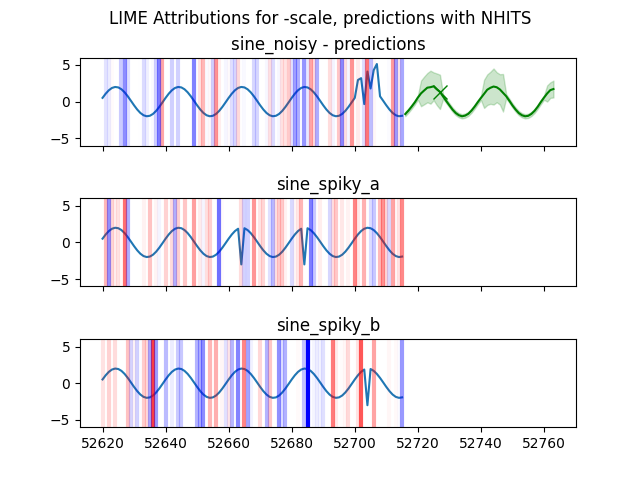 LIME Attributions for -scale, predictions with NHITS
sine_noisy - predictions
5
0
−5
sine_spiky_a
5
0
−5
sine_spiky_b
5
0
−5
52620 52640 52660 52680 52700 52720 52740 52760